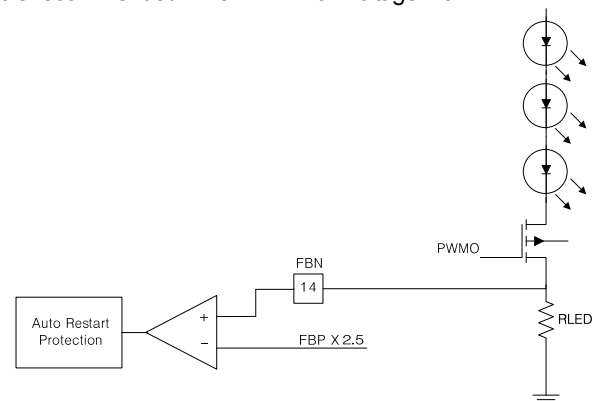 PWMO
FBN
14
RLED
Auto Restart
Protection
+
−
FBP X 2.5